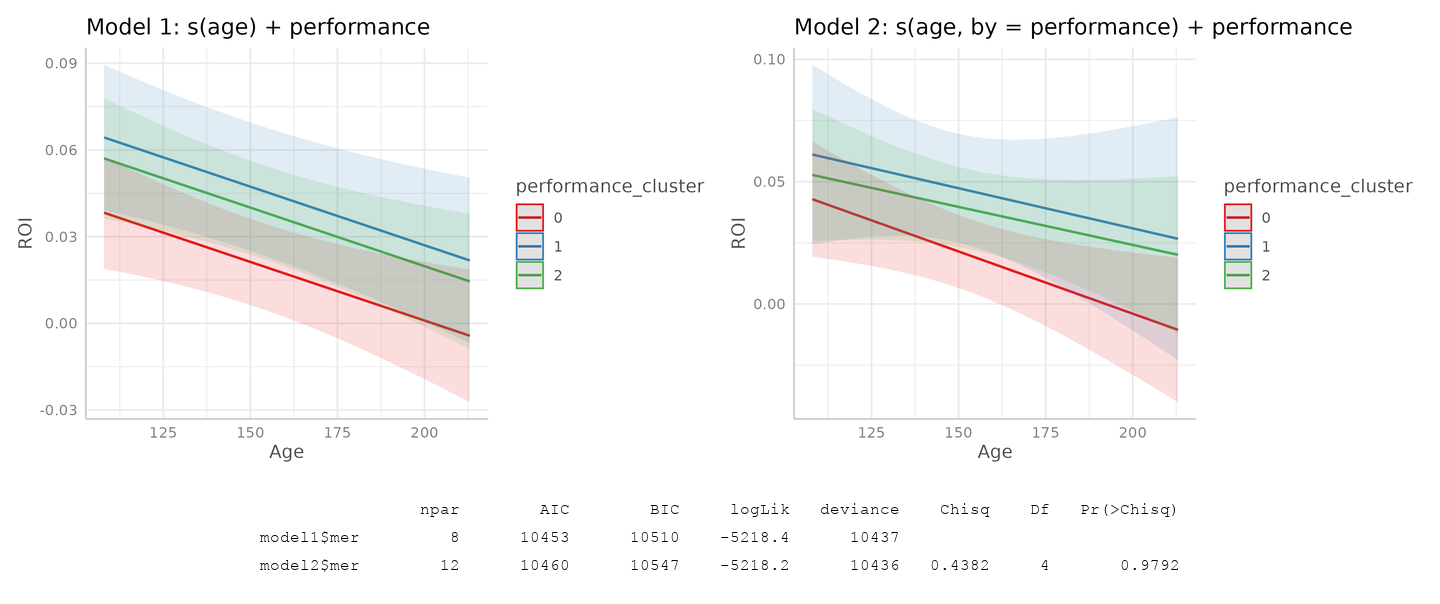 Model 1: s(age) + performance
0.09
0.06
0.03
0.00
-0.03
ROI
125 150 175 200
Age
performance_cluster
0
1
2
Model 2: s(age, by = performance) + performance
0.10
0.05
0.00
ROI
125 150 175 200
Age
performance_cluster
0
1
2
npar AIC BIC logLik deviance Chisq Df Pr(>Chisq)
model1$mer 8 10453 10510 -5218.4 10437
model2$mer 12 10460 10547 -5218.2 10436 0.4382 4 0.9792